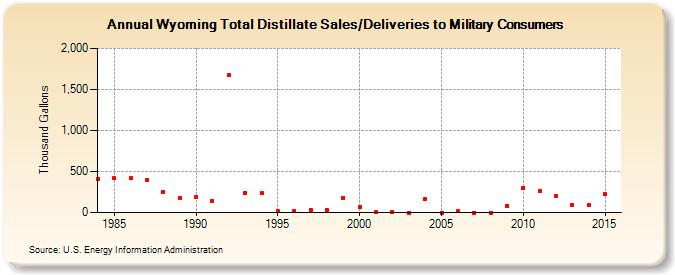 Annual Wyoming Total Distillate Sales/Deliveries to Military Consumers
Thousand Gallons
2,000
1,500
1,000
500
0
1985 1990 1995 2000 2005 2010 2015
Source: U.S. Energy Information Administration